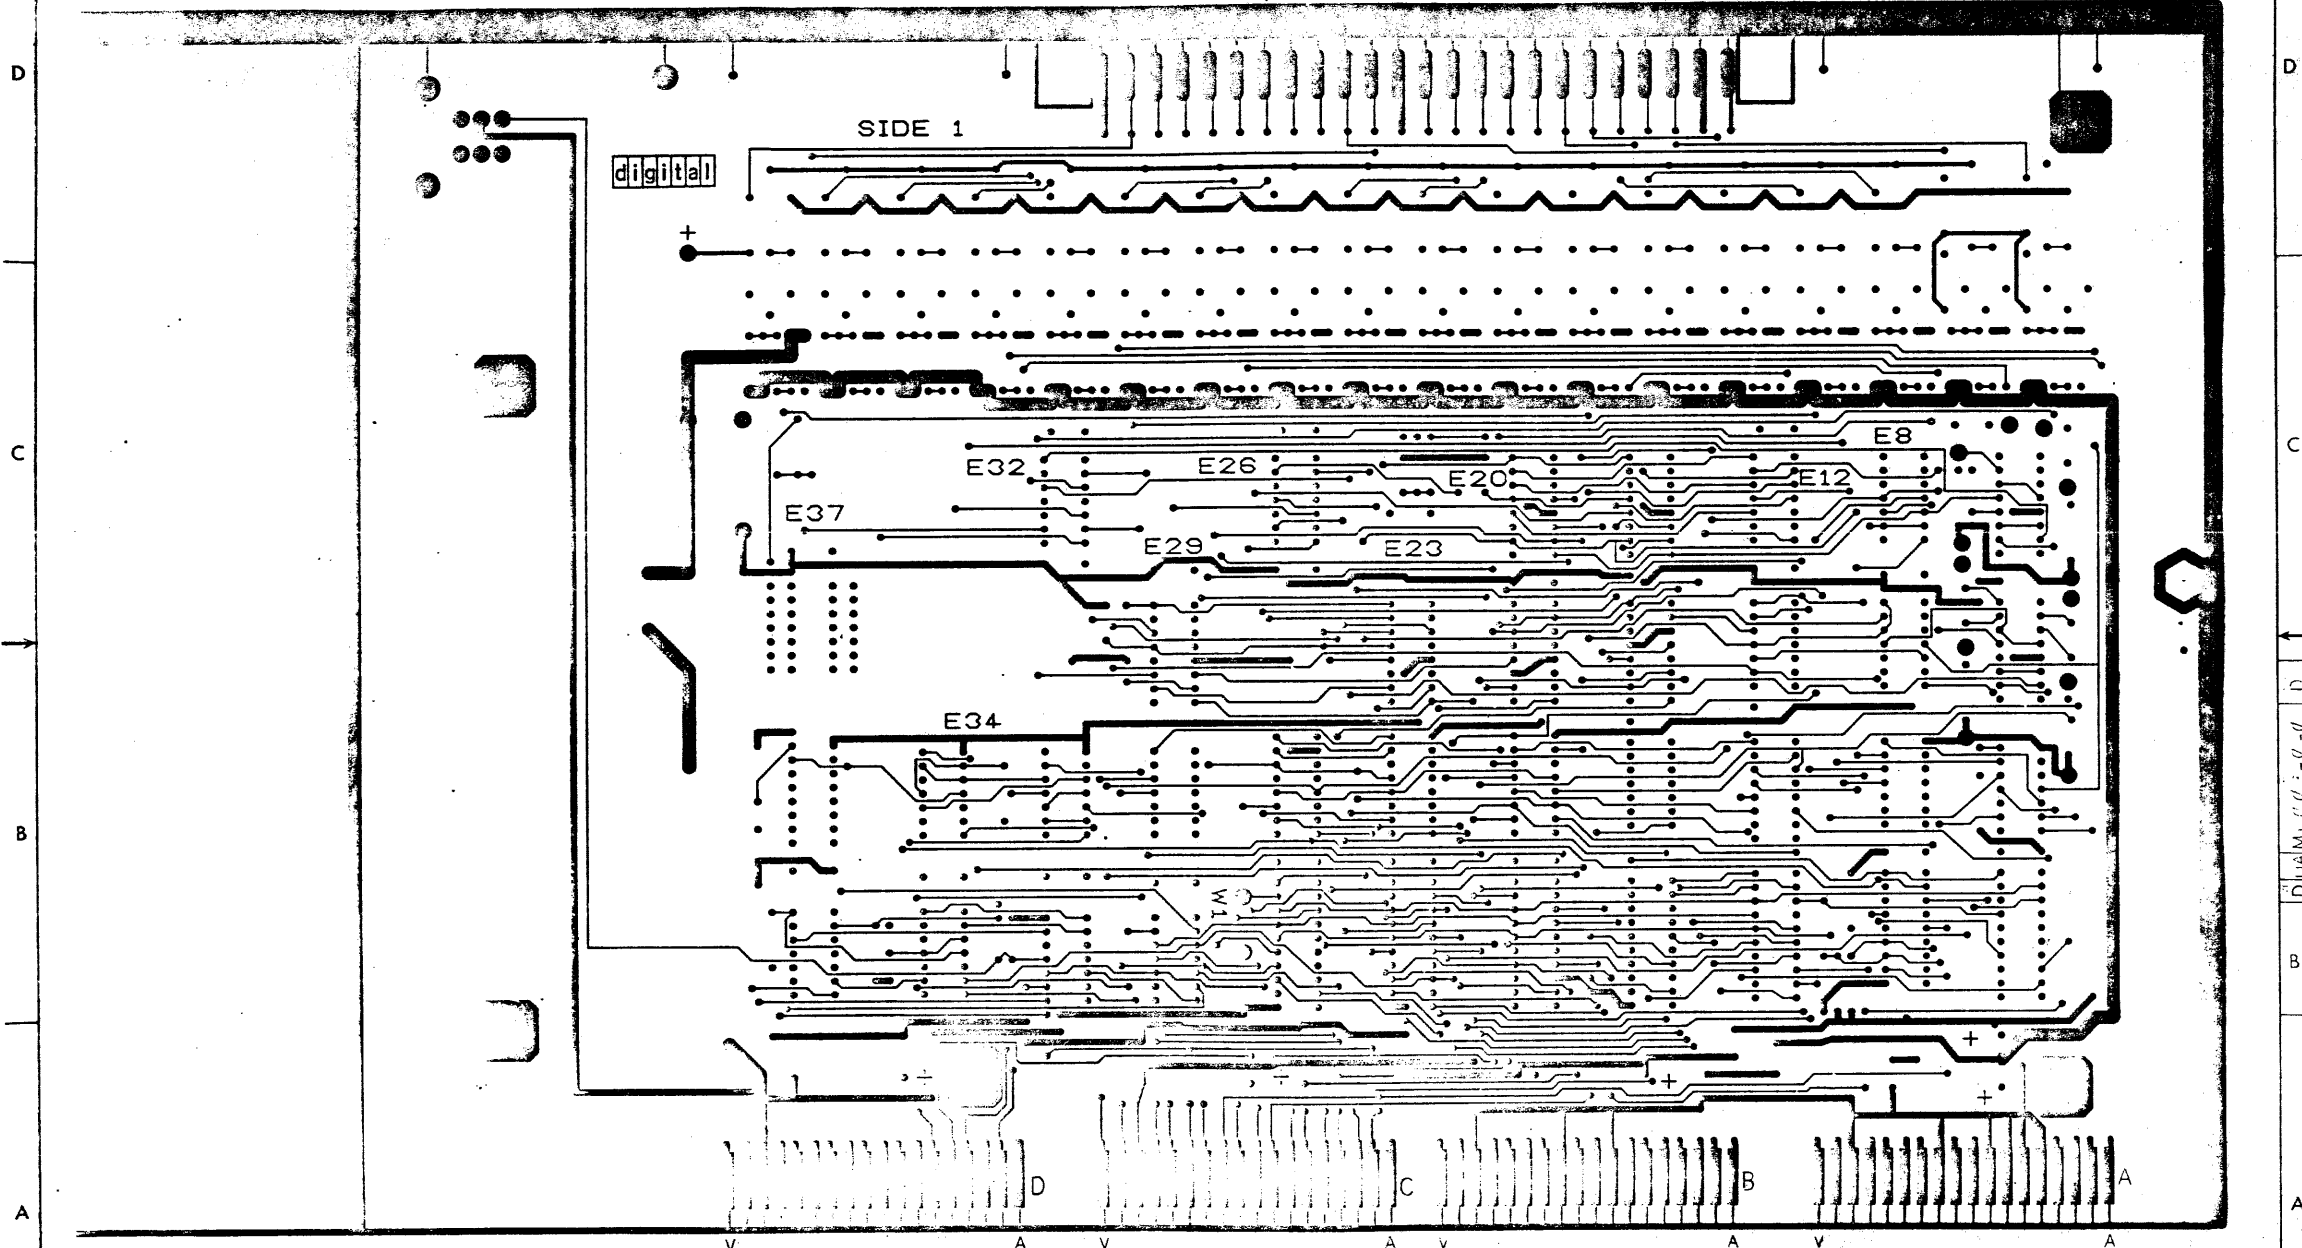 D D
SIDE 1
digital
+
C C
E8
E32 E26 E20 E12
E37
E29 E23
E34
B
W1
B
+
+ +
+
D C B A
A A
V A V A V A V A